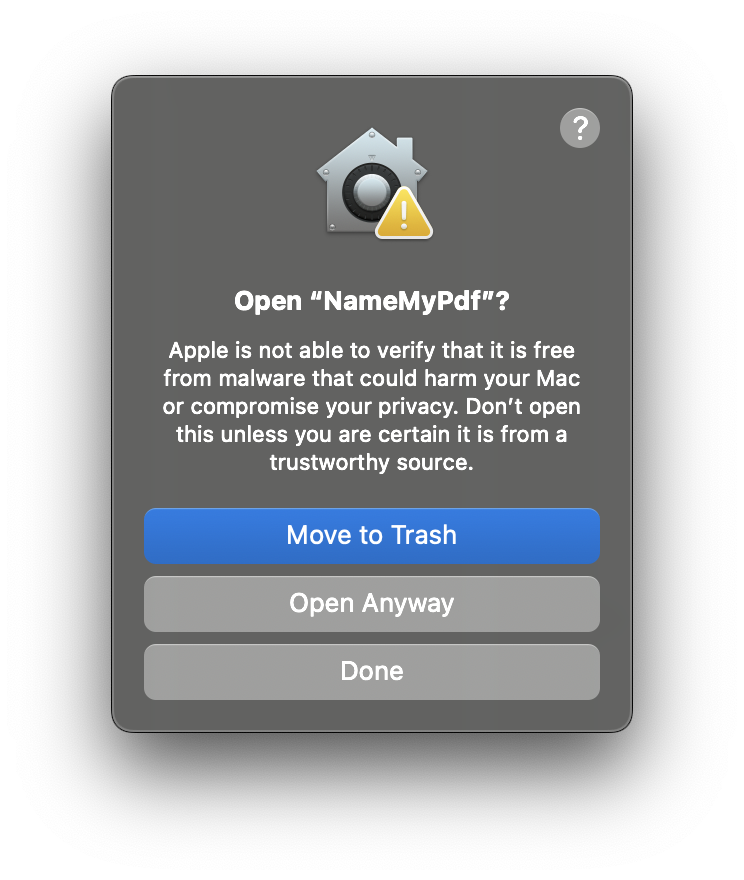 ?
Open “NameMyPdf”?
Apple is not able to verify that it is free
from malware that could harm your Mac
or compromise your privacy. Don’t open
this unless you are certain it is from a
trustworthy source.
Move to Trash
Open Anyway
Done